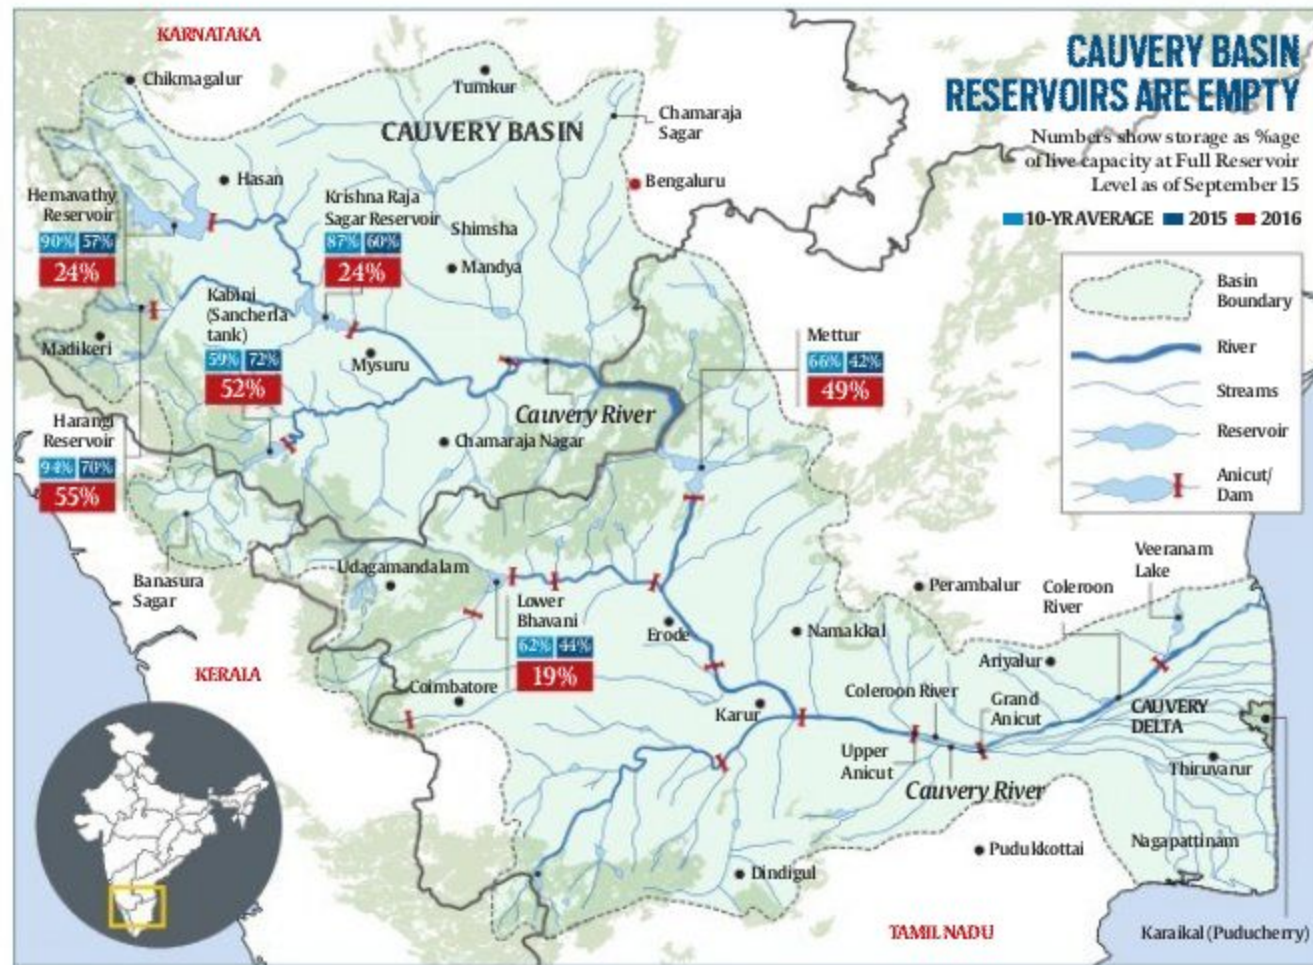 KARNATAKA
CAUVERY BASIN
RESERVOIRS ARE EMPTY
Numbers show storage as %age
of live capacity at Full Reservoir
Level as of September 15
10-YR AVERAGE 2015 2016
Basin
Boundary
River
Streams
Reservoir
Anicut/
Dam
Chikmagalur
Tumkur
CAUVERY BASIN
Chamaraja
Sagar
Bengaluru
Hasan
Hemavathy
Reservoir
90% 57%
24%
Krishna Raja
Sagar Reservoir
87% 60%
24%
Shimsha
Mandya
Kabini
(Sancherla
tank)
59% 72%
52%
Madikeri
Mysuru
Mettur
66% 42%
49%
Cauvery River
Harangi
Reservoir
94% 70%
55%
Chamaraja Nagar
Banasura
Sagar
Udagamandalam
Lower
Bhavani
62% 44%
19%
Erode
Namakkal
Perambalur
Coleroon
River
Veeranam
Lake
KERALA
Coimbatore
Karur
Ariyalur
Coleroon River
Grand
Anicut
CAUVERY
DELTA
Upper
Anicut
Cauvery River
Thiruvarur
Nagapattinam
Pudukkottai
Dindigul
TAMIL NADU
Karaikal (Puducherry)